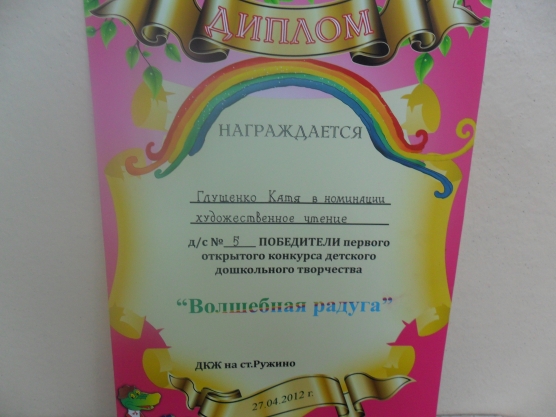 ДИПЛОМ
НАГРАЖДАЕТСЯ
Глушенко Катя в номинации
художественное чтение
д/с № 5 ПОБЕДИТЕЛИ первого
открытого конкурса детского
дошкольного творчества
“Волшебная радуга”
ДКЖ на ст.Ружино
27.04.2012 г.